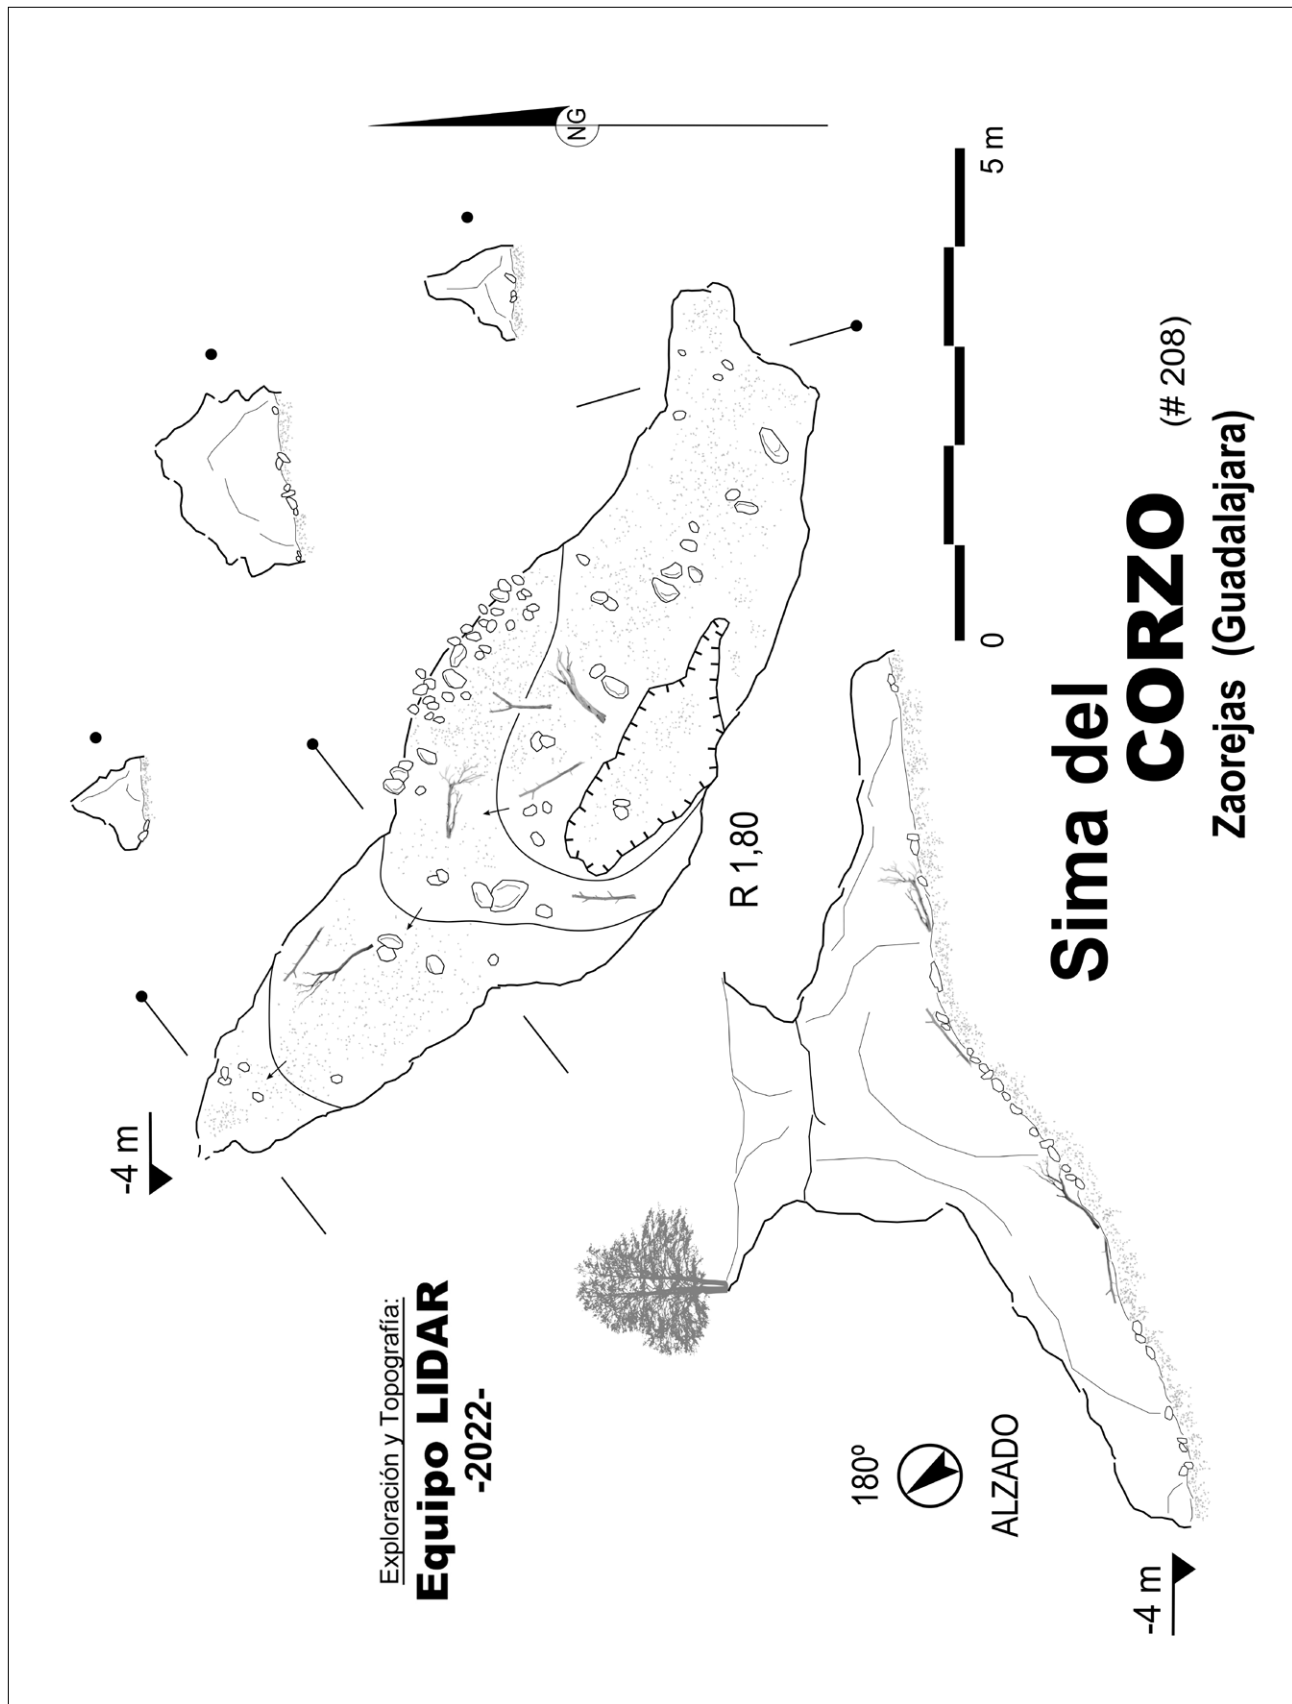 -4 m
NG
R 1,80
Exploración y Topografía:
Equipo LIDAR
-2022-
0
5 m
180º
ALZADO
-4 m
Sima del
CORZO
(# 208)
Zaorejas (Guadalajara)